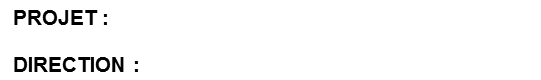 PROJET :
DIRECTION :